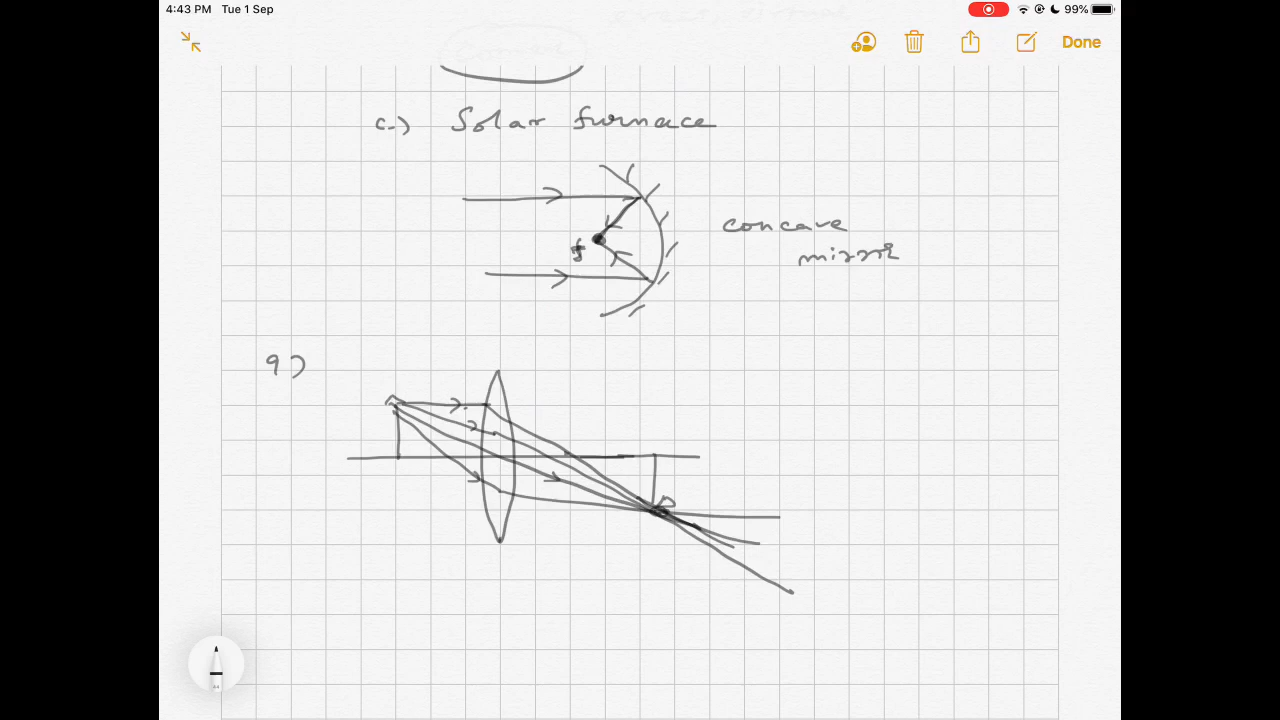 4:43 PM Tue 1 Sep
99%
Done
c.) Solar furnace
f
concave
mirror
9)